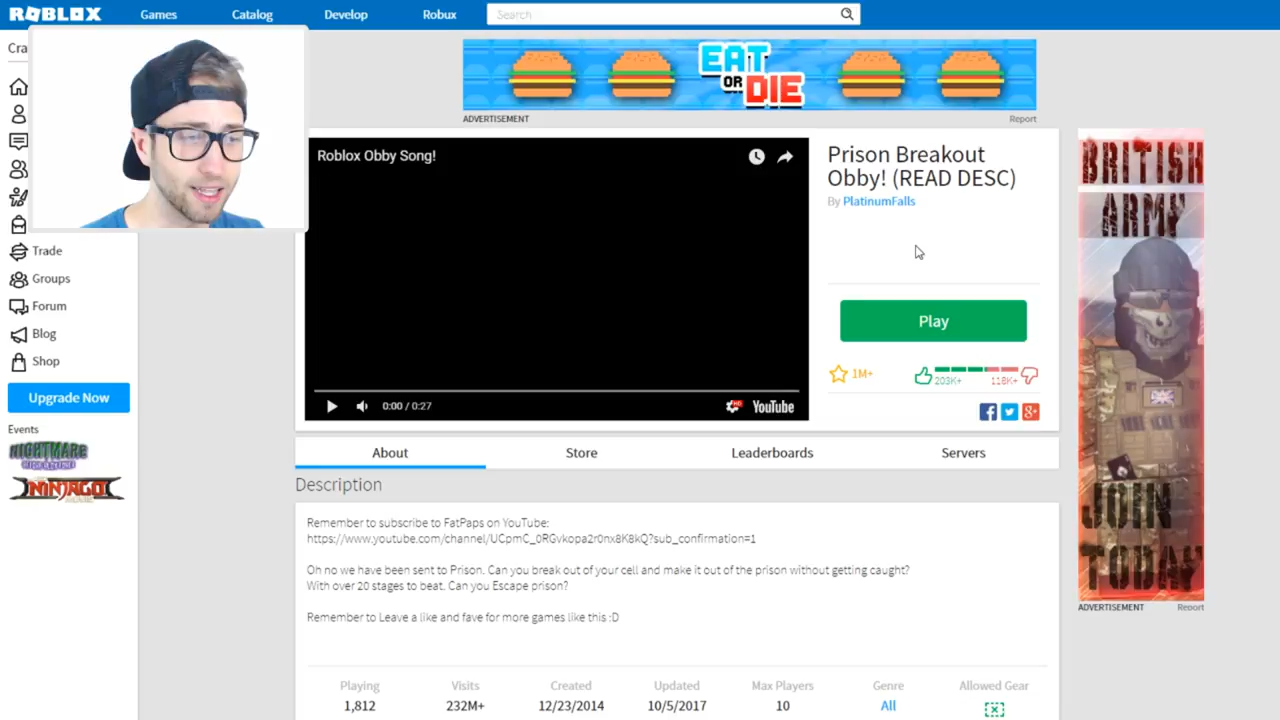 ROBLOX Games Catalog Develop Robux Search
Cra
EAT
OR DIE
ADVERTISEMENT Report
Roblox Obby Song!
Prison Breakout
Obby! (READ DESC)
By PlatinumFalls
Play
1M+ 203K+ 118K+
0:00 / 0:27 HD YouTube
Trade
Groups
Forum
Blog
Shop
Upgrade Now
Events
NIGHTMARE
NINJAGO
BRITISH
ARMY
JOIN
TODAY
ADVERTISEMENT Report
About Store Leaderboards Servers
Description
Remember to subscribe to FatPaps on YouTube:
https://www.youtube.com/channel/UCpmC_0RGvkopa2r0nx8K8kQ?sub_confirmation=1
Oh no we have been sent to Prison. Can you break out of your cell and make it out of the prison without getting caught?
With over 20 stages to beat. Can you Escape prison?
Remember to Leave a like and fave for more games like this :D
Playing Visits Created Updated Max Players Genre Allowed Gear
1,812 232M+ 12/23/2014 10/5/2017 10 All